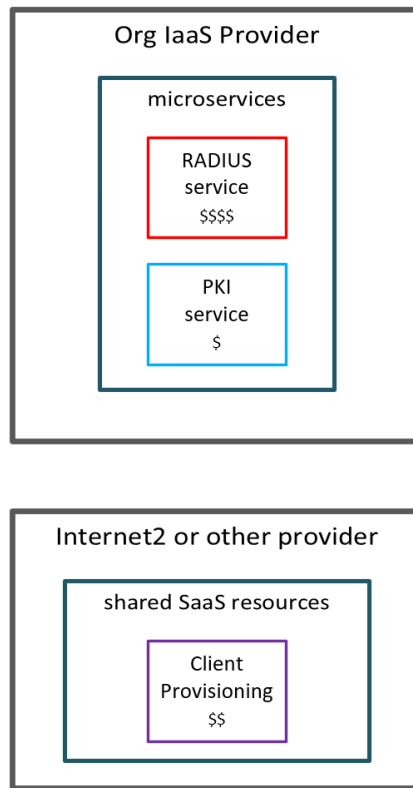 Org IaaS Provider
microservices
RADIUS
service
$$$$
PKI
service
$
Internet2 or other provider
shared SaaS resources
Client
Provisioning
$$